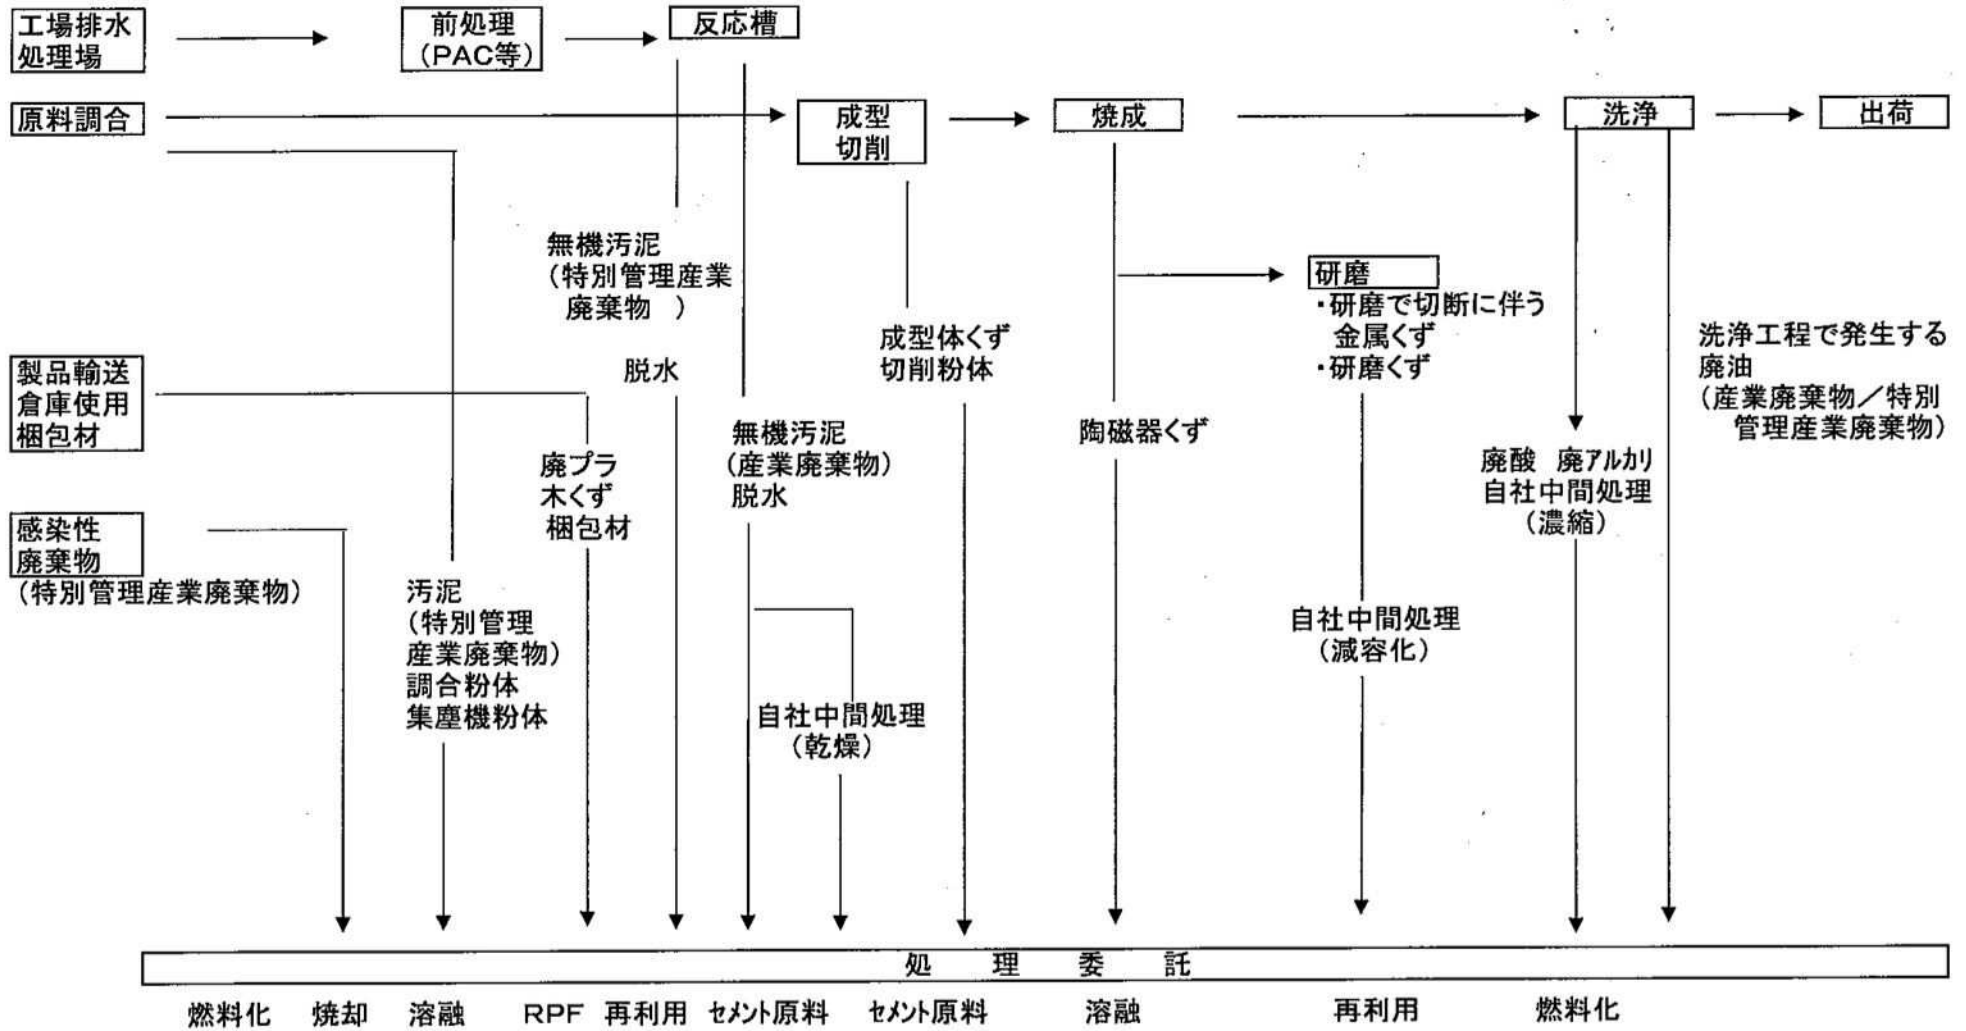 工場排水
処理場
前処理
(PAC等)
反応槽
原料調合
成型
切削
焼成
洗浄
出荷
無機汚泥
(特別管理産業
廃棄物 )
脱水
成型体くず
切削粉体
研磨
・研磨で切断に伴う
金属くず
・研磨くず
洗浄工程で発生する
廃油
(産業廃棄物/特別
管理産業廃棄物)
製品輸送
倉庫使用
梱包材
廃プラ
木くず
梱包材
無機汚泥
(産業廃棄物)
脱水
陶磁器くず
廃酸 廃アルカリ
自社中間処理
(濃縮)
感染性
廃棄物
(特別管理産業廃棄物)
汚泥
(特別管理
産業廃棄物)
調合粉体
集塵機粉体
自社中間処理
(乾燥)
自社中間処理
(減容化)
処 理 委 託
燃料化 焼却 溶融 RPF 再利用 セメント原料 セメント原料 溶融 再利用 燃料化